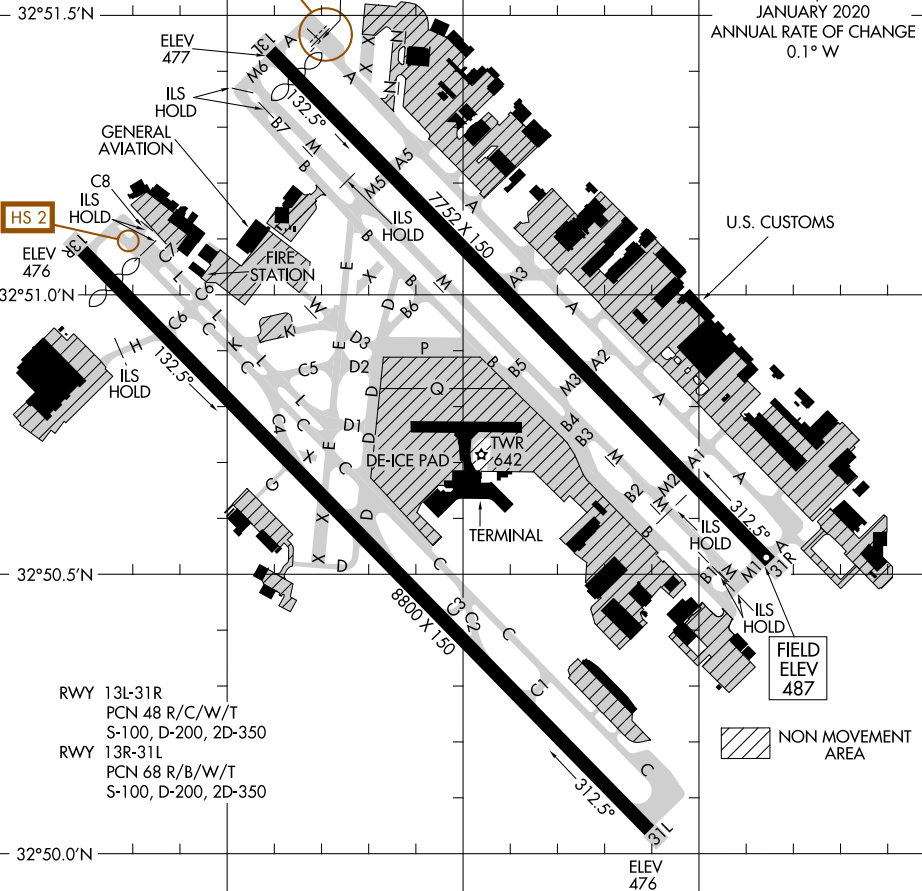 32°51.5'N
JANUARY 2020
ANNUAL RATE OF CHANGE
0.1° W
ELEV
477
13L
A
X
X
N
N
M6
A
ILS
HOLD
132.5°
GENERAL
AVIATION
B7
M
B
A5
M5
A
C8
ILS
HOLD
7752 X 150
ILS
HOLD
U.S. CUSTOMS
HS 2
13R
ELEV
476
C7
FIRE
STATION
B
E
X
B
M
A3
L
C6
32°51.0'N
W
D
B6
A
C6
C
L
K
H
K
C
L
E
D3
P
C5
D2
B
B5
A2
132.5°
ILS
HOLD
D
Q
M3
A
L
C4
C
D1
B4
B3
E
D
X
C
DE-ICE PAD
TWR
642
M
A1
A
G
B2
M2
M
312.5°
X
D
TERMINAL
B
ILS
HOLD
A
31R
X
D
C
B1
M
M1
32°50.5'N
8800 X 150
C3
C2
C
ILS
HOLD
FIELD
ELEV
487
C1
RWY 13L-31R
PCN 48 R/C/W/T
S-100, D-200, 2D-350
RWY 13R-31L
PCN 68 R/B/W/T
S-100, D-200, 2D-350
NON MOVEMENT
AREA
C
312.5°
31L
32°50.0'N
ELEV
476